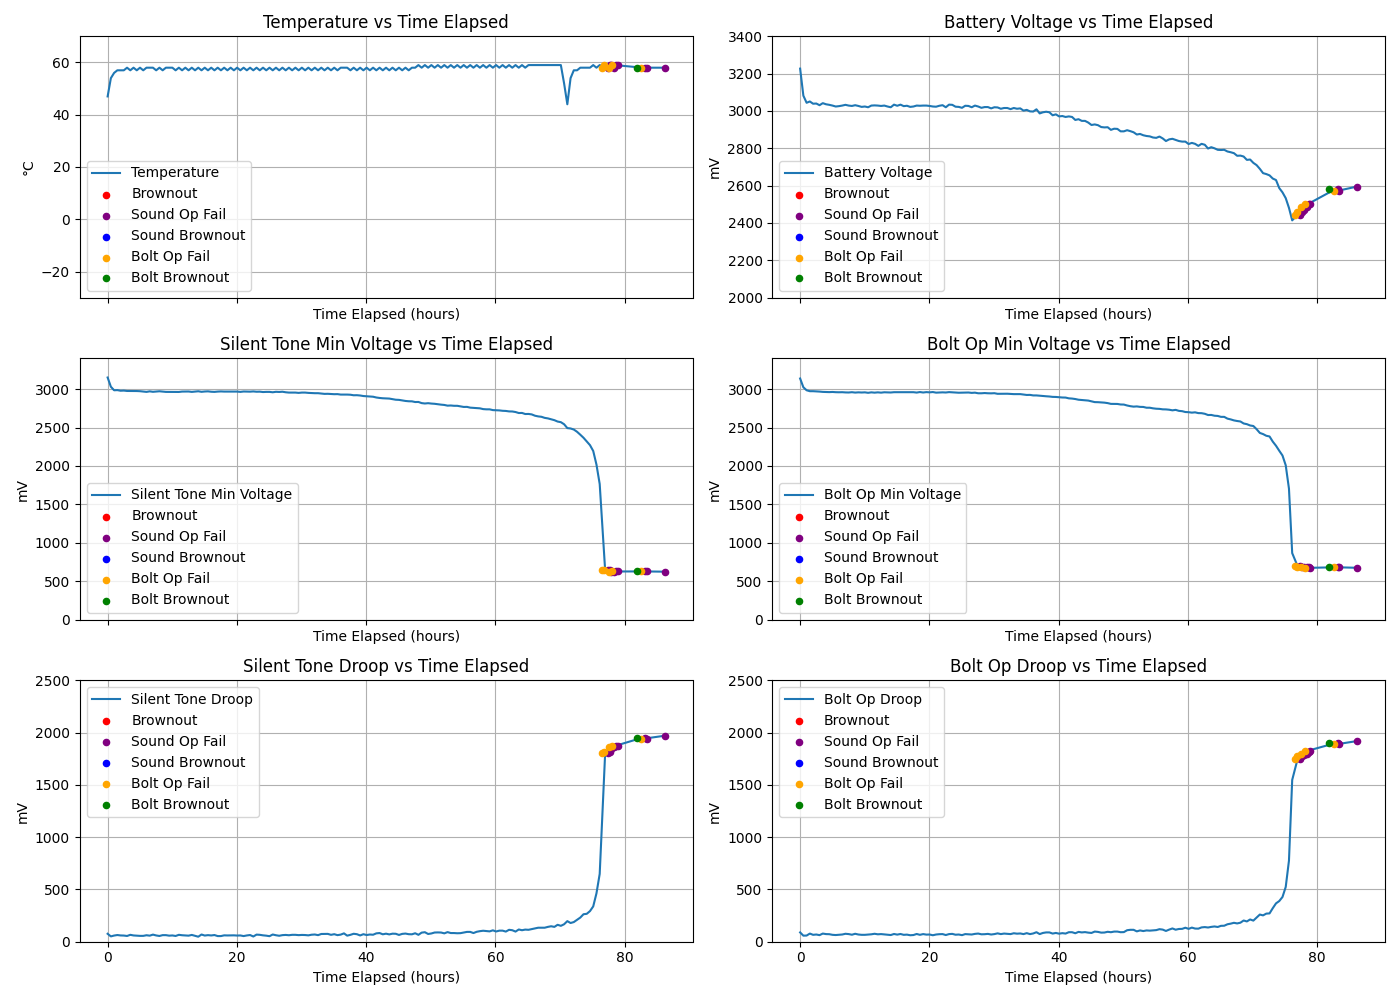 Temperature vs Time Elapsed
60
40
20
0
−20
°C
Temperature
Brownout
Sound Op Fail
Sound Brownout
Bolt Op Fail
Bolt Brownout
Time Elapsed (hours)
Battery Voltage vs Time Elapsed
3400
3200
3000
2800
2600
2400
2200
2000
mV
Battery Voltage
Brownout
Sound Op Fail
Sound Brownout
Bolt Op Fail
Bolt Brownout
Time Elapsed (hours)
Silent Tone Min Voltage vs Time Elapsed
3000
2500
2000
1500
1000
500
0
mV
Silent Tone Min Voltage
Brownout
Sound Op Fail
Sound Brownout
Bolt Op Fail
Bolt Brownout
Time Elapsed (hours)
Bolt Op Min Voltage vs Time Elapsed
3000
2500
2000
1500
1000
500
0
mV
Bolt Op Min Voltage
Brownout
Sound Op Fail
Sound Brownout
Bolt Op Fail
Bolt Brownout
Time Elapsed (hours)
Silent Tone Droop vs Time Elapsed
2500
2000
1500
1000
500
0
mV
Silent Tone Droop
Brownout
Sound Op Fail
Sound Brownout
Bolt Op Fail
Bolt Brownout
0 20 40 60 80
Time Elapsed (hours)
Bolt Op Droop vs Time Elapsed
2500
2000
1500
1000
500
0
mV
Bolt Op Droop
Brownout
Sound Op Fail
Sound Brownout
Bolt Op Fail
Bolt Brownout
0 20 40 60 80
Time Elapsed (hours)